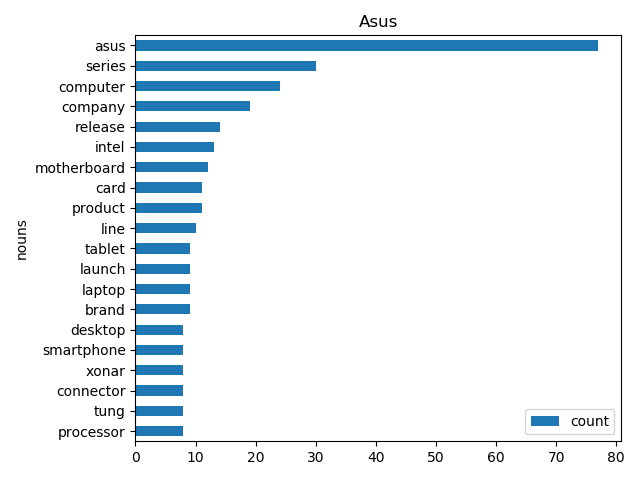 Asus
nouns
asus
series
computer
company
release
intel
motherboard
card
product
line
tablet
launch
laptop
brand
desktop
smartphone
xonar
connector
tung
processor
count
0 10 20 30 40 50 60 70 80